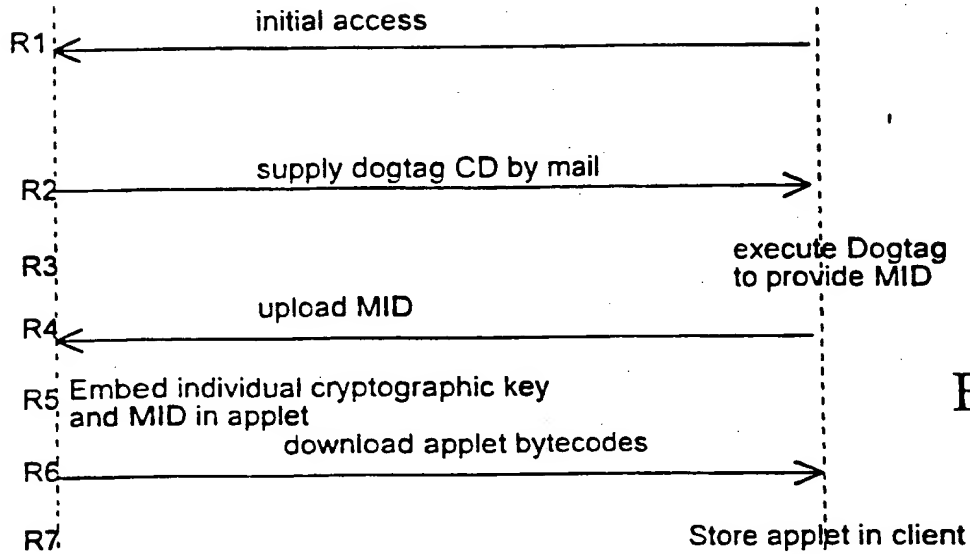 initial access
R1
supply dogtag CD by mail
R2
execute Dogtag
R3
to provide MID
upload MID
R4
R5 Embed individual cryptographic key
and MID in applet
download applet bytecodes
R6
R7
Store applet in client